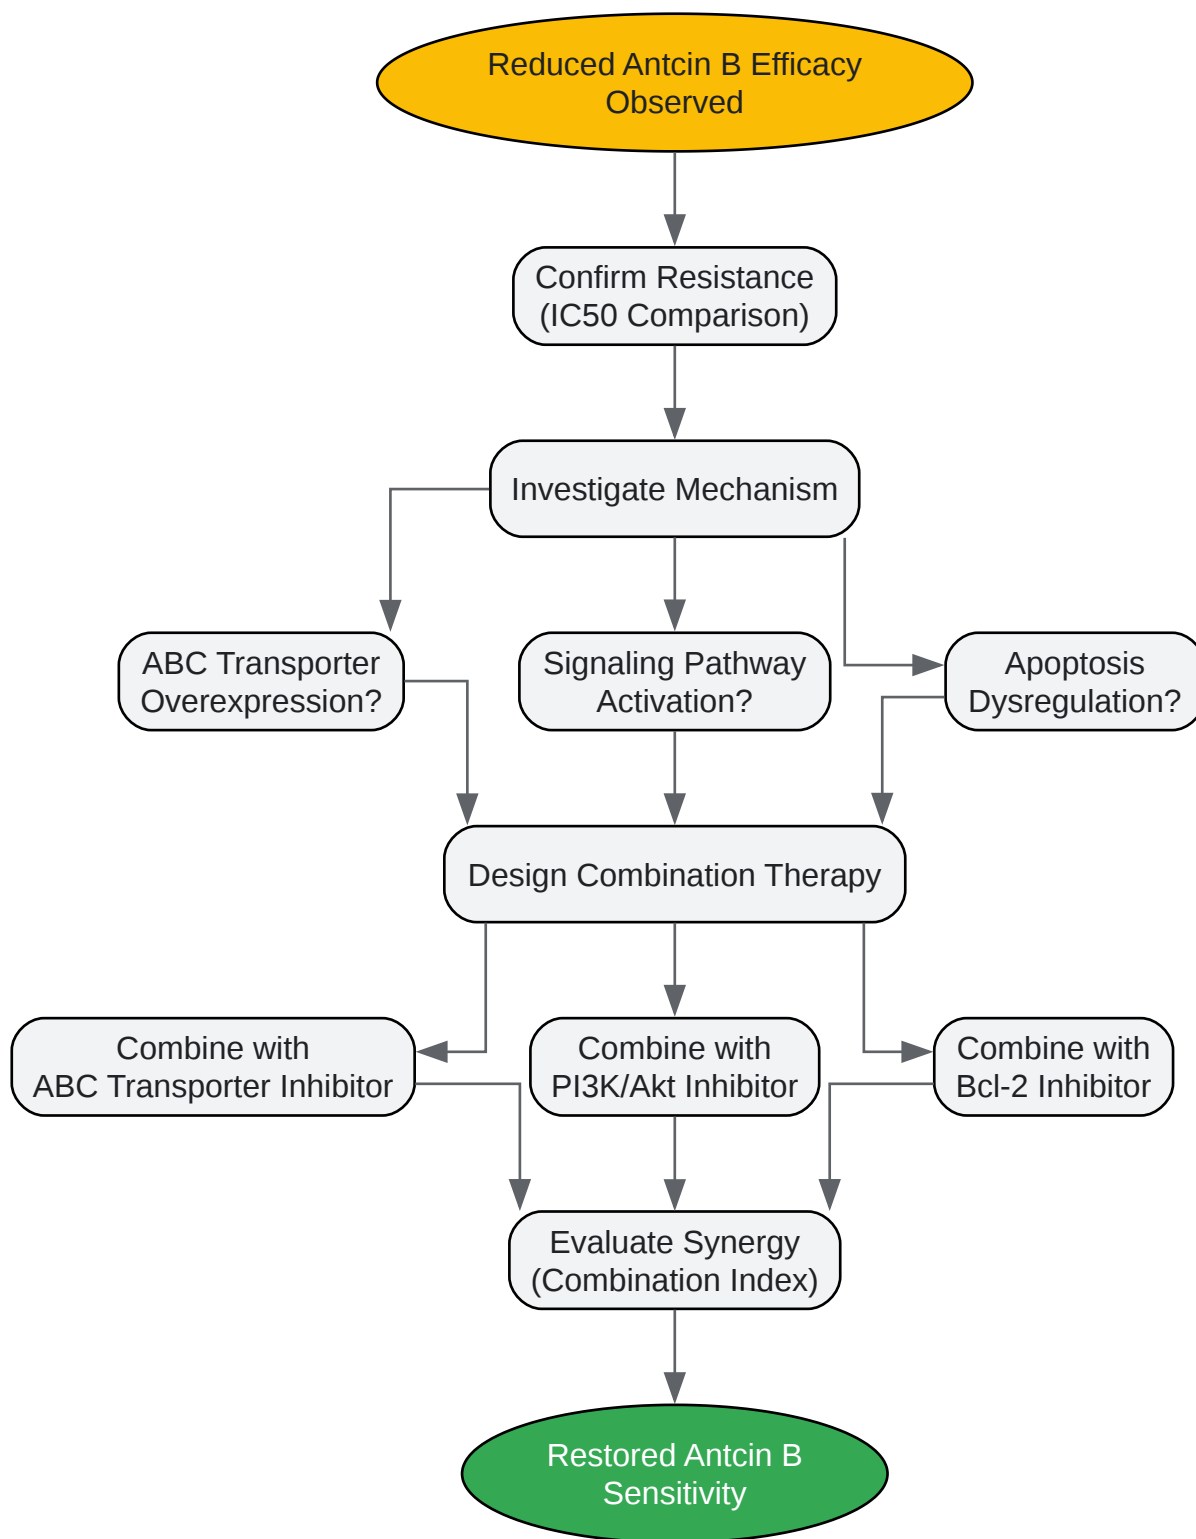 Reduced Antcin B Efficacy
Observed
Confirm Resistance
(IC50 Comparison)
Investigate Mechanism
ABC Transporter
Overexpression?
Signaling Pathway
Activation?
Apoptosis
Dysregulation?
Design Combination Therapy
Combine with
ABC Transporter Inhibitor
Combine with
PI3K/Akt Inhibitor
Combine with
Bcl-2 Inhibitor
Evaluate Synergy
(Combination Index)
Restored Antcin B
Sensitivity